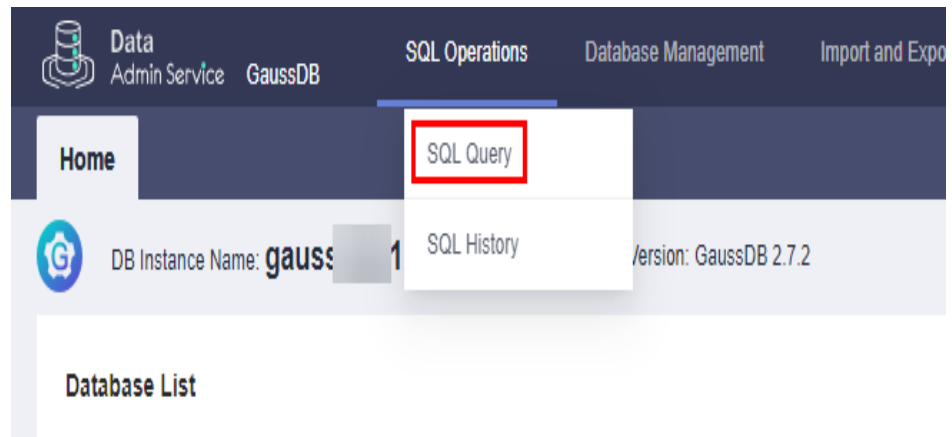 Data
Admin Service GaussDB
SQL Operations
Database Management
Import and Expo
Home
SQL Query
SQL History
DB Instance Name: gauss 1
Version: GaussDB 2.7.2
Database List